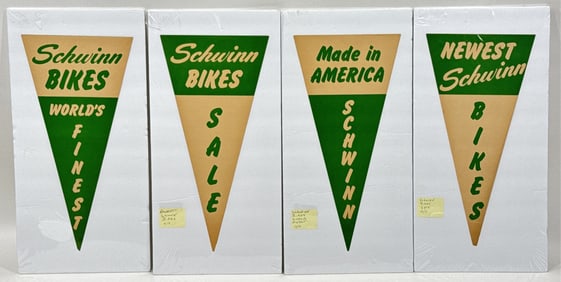 Schwinn
BIKES
WORLD'S
FINEST
Schwinn
BIKES
SALE
Made in
AMERICA
SCHWINN
NEWEST
Schwinn
BIKES